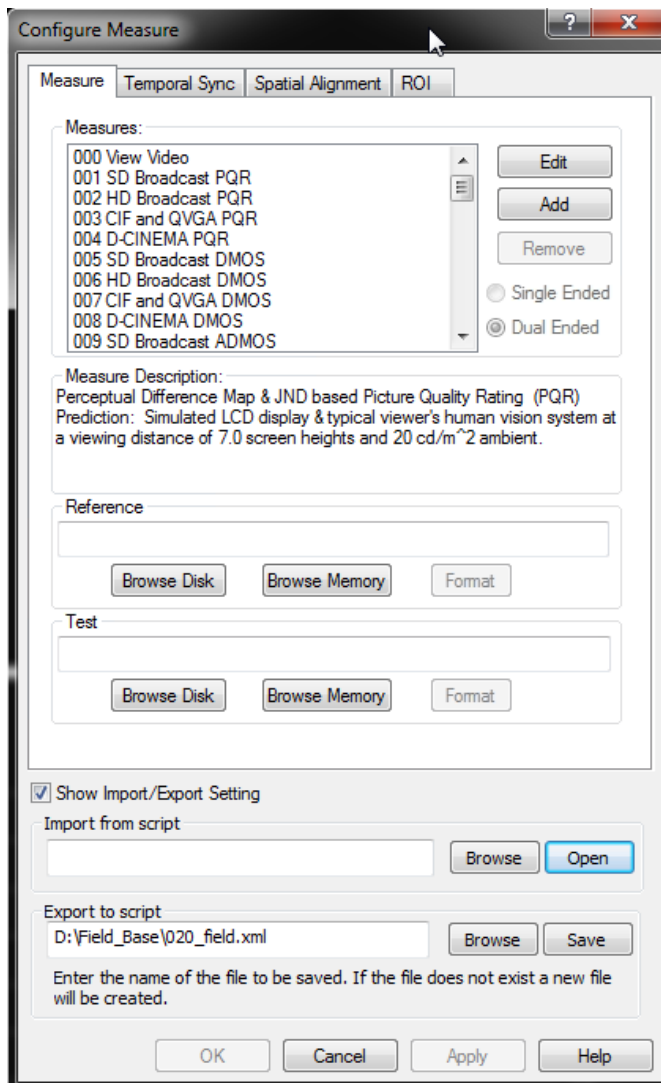 Configure Measure
Measure
Temporal Sync
Spatial Alignment
ROI
Measures:
000 View Video
001 SD Broadcast PQR
002 HD Broadcast PQR
003 CIF and QVGA PQR
004 D-CINEMA PQR
005 SD Broadcast DMOS
006 HD Broadcast DMOS
007 CIF and QVGA DMOS
008 D-CINEMA DMOS
009 SD Broadcast ADMOS
Edit
Add
Remove
Single Ended
Dual Ended
Measure Description:
Perceptual Difference Map & JND based Picture Quality Rating (PQR)
Prediction: Simulated LCD display & typical viewer's human vision system at
a viewing distance of 7.0 screen heights and 20 cd/m^2 ambient.
Reference
Browse Disk
Browse Memory
Format
Test
Browse Disk
Browse Memory
Format
Show Import/Export Setting
Import from script
Browse
Open
Export to script
D:\Field_Base\020_field.xml
Browse
Save
Enter the name of the file to be saved. If the file does not exist a new file
will be created.
OK
Cancel
Apply
Help